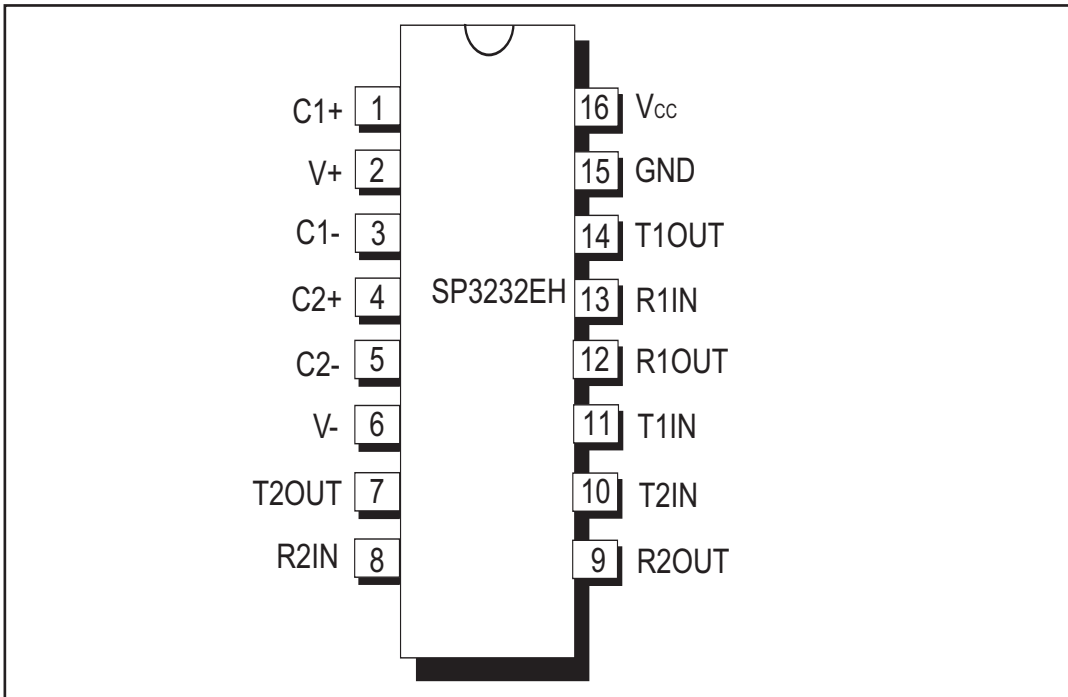 C1+ 1
V+ 2
C1- 3
C2+ 4
C2- 5
V- 6
T2OUT 7
R2IN 8
SP3232EH
16 Vcc
15 GND
14 T1OUT
13 R1IN
12 R1OUT
11 T1IN
10 T2IN
9 R2OUT